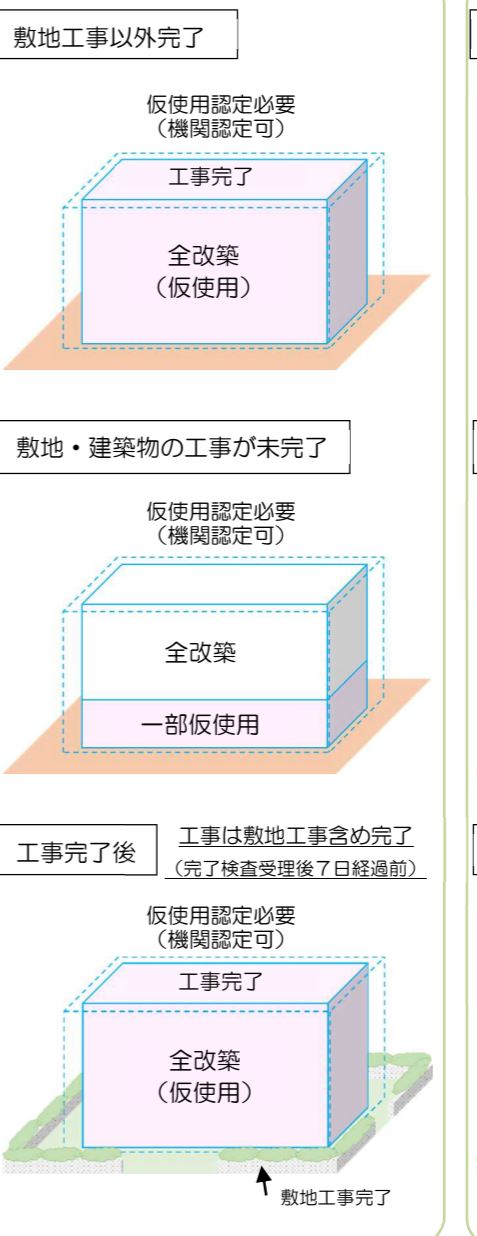 敷地工事以外完了
仮使用認定必要
（機関認定可）
工事完了
全改築
（仮使用）
敷地・建築物の工事が未完了
仮使用認定必要
（機関認定可）
全改築
一部仮使用
工事完了後
工事は敷地工事含め完了
（完了検査受理後７日経過前）
仮使用認定必要
（機関認定可）
工事完了
全改築
（仮使用）
敷地工事完了